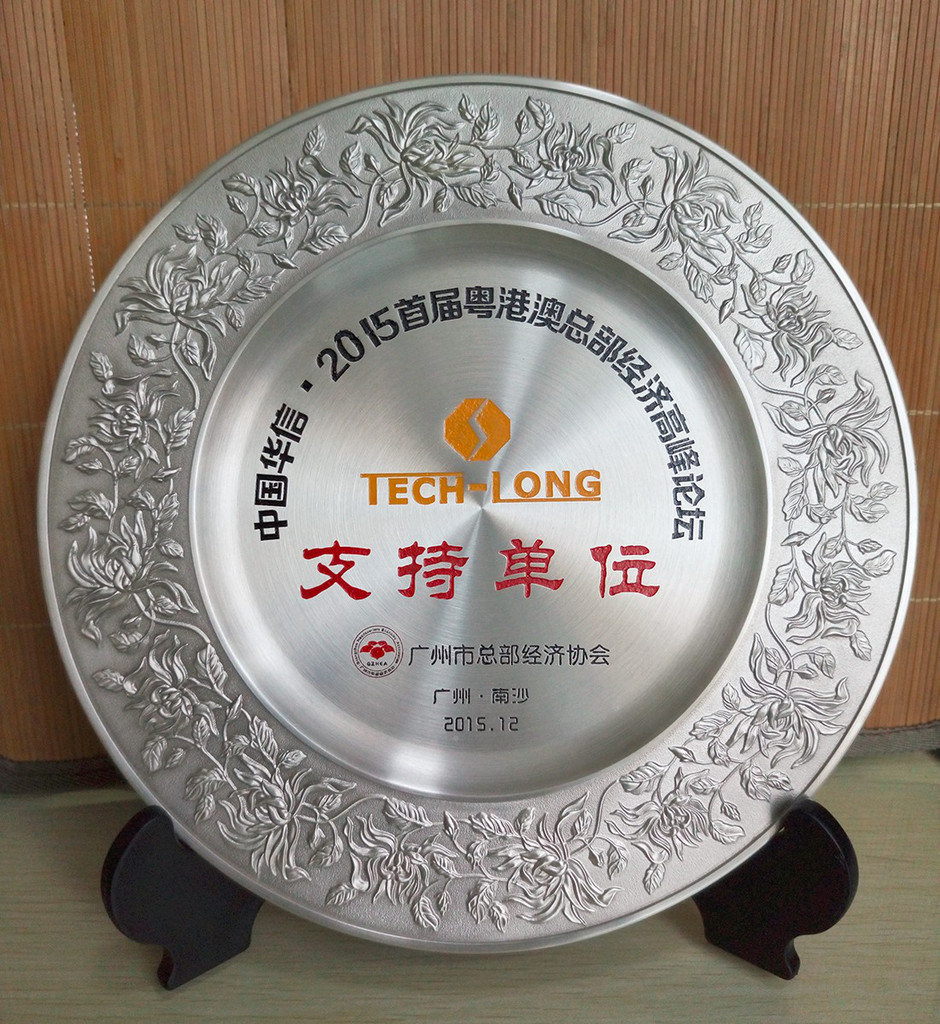 中国华信·2015首届粤港澳总部经济高峰论坛
TECH-LONG
支持单位
GZHEA
广州市总部经济协会
广州·南沙
2015.12